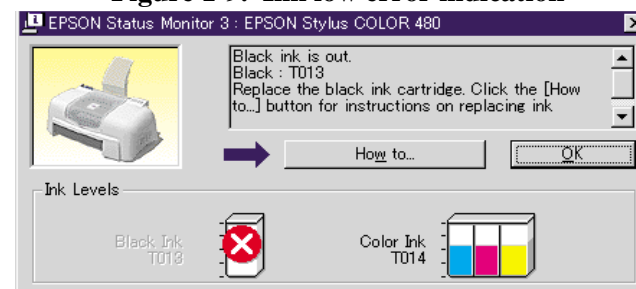 Figure 1-9. Ink low error indication
EPSON Status Monitor 3 : EPSON Stylus COLOR 480
Black ink is out.
Black : T013
Replace the black ink cartridge. Click the [How
to...] button for instructions on replacing ink
How to...
OK
Ink Levels
Black Ink
T013
Color Ink
T014